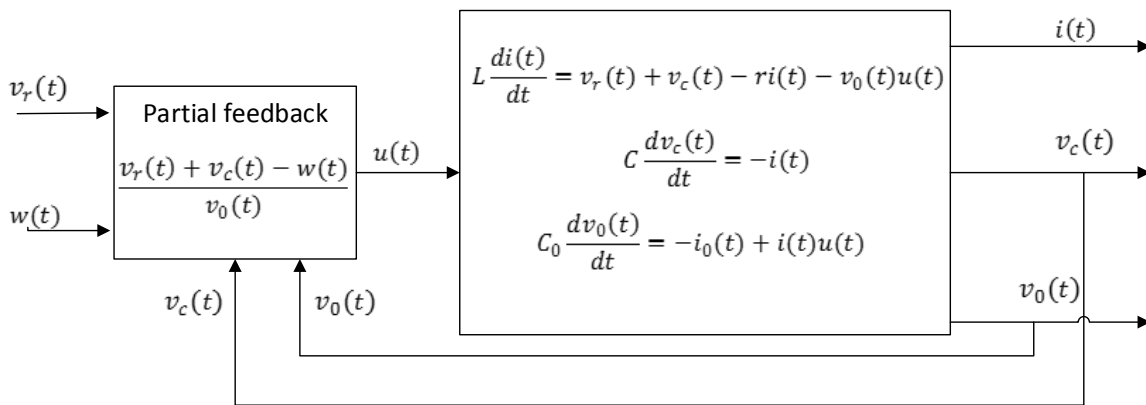 i(t)
L di(t)/dt = v_r(t) + v_c(t) − ri(t) − v_0(t)u(t)
v_r(t)
Partial feedback
(v_r(t) + v_c(t) − w(t))/v_0(t)
u(t)
C dv_c(t)/dt = −i(t)
v_c(t)
w(t)
C_0 dv_0(t)/dt = −i_0(t) + i(t)u(t)
v_c(t)
v_0(t)
v_0(t)